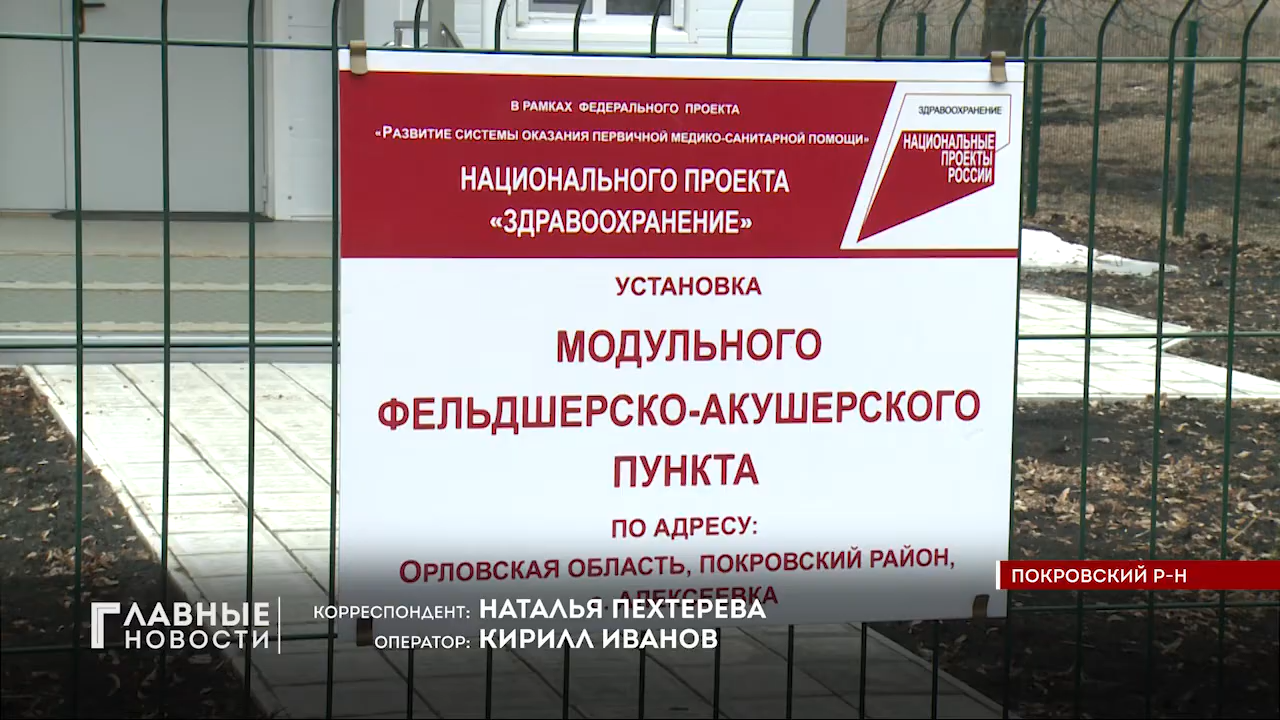 В РАМКАХ ФЕДЕРАЛЬНОГО ПРОЕКТА
«РАЗВИТИЕ СИСТЕМЫ ОКАЗАНИЯ ПЕРВИЧНОЙ МЕДИКО-САНИТАРНОЙ ПОМОЩИ»
НАЦИОНАЛЬНОГО ПРОЕКТА
«ЗДРАВООХРАНЕНИЕ»
ЗДРАВООХРАНЕНИЕ
НАЦИОНАЛЬНЫЕ
ПРОЕКТЫ
РОССИИ
УСТАНОВКА
МОДУЛЬНОГО
ФЕЛЬДШЕРСКО-АКУШЕРСКОГО
ПУНКТА
ПО АДРЕСУ:
ОРЛОВСКАЯ ОБЛАСТЬ, ПОКРОВСКИЙ РАЙОН,
АЛЕКСЕЕВКА
ПОКРОВСКИЙ Р-Н
ГЛАВНЫЕ
НОВОСТИ
КОРРЕСПОНДЕНТ: НАТАЛЬЯ ПЕХТЕРЕВА
ОПЕРАТОР: КИРИЛЛ ИВАНОВ